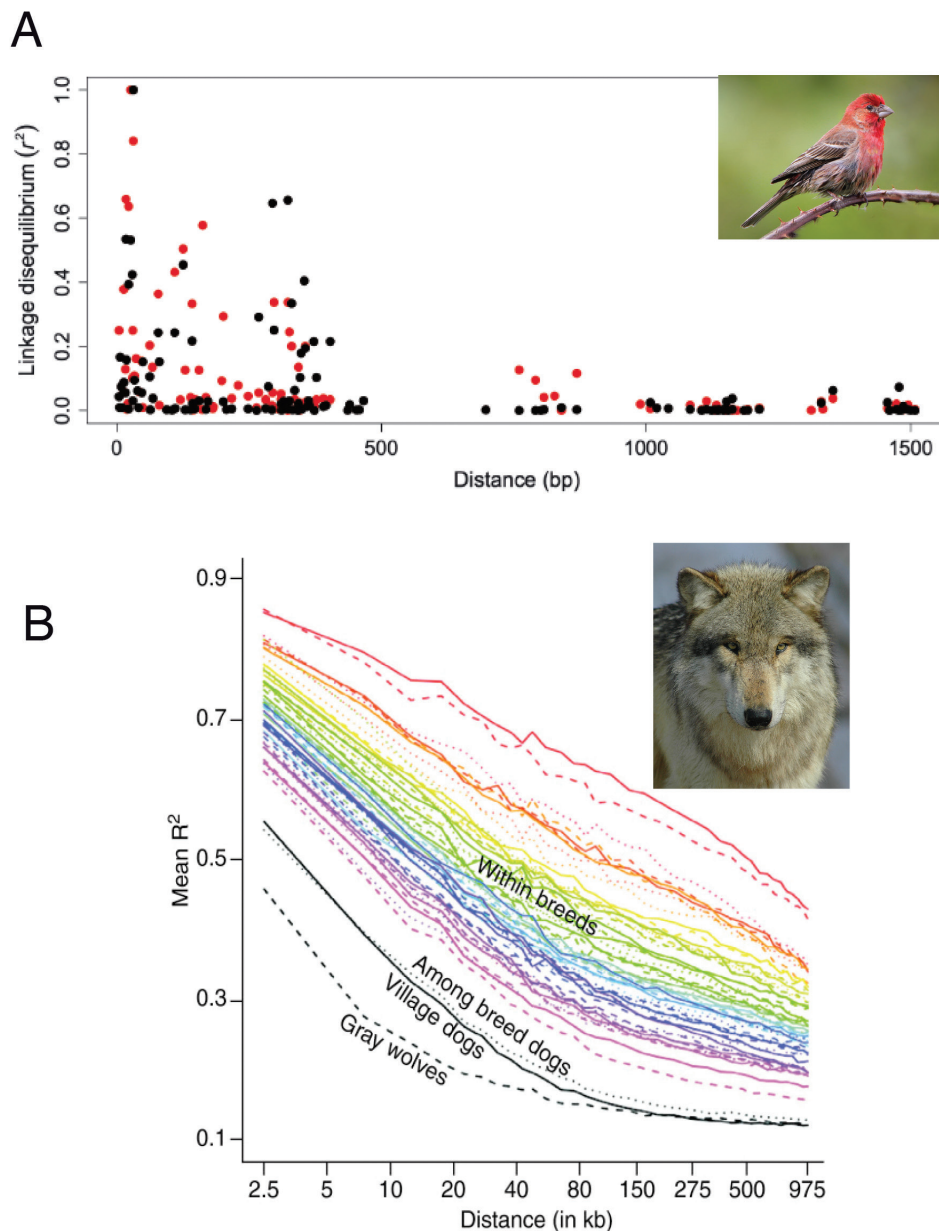 A
Linkage disequilibrium (r²)
1.0
0.8
0.6
0.4
0.2
0.0
0 500 1000 1500
Distance (bp)
B
Mean R²
0.9
0.7
0.5
0.3
0.1
Within breeds
Among breed dogs
Village dogs
Gray wolves
2.5 5 10 20 40 80 150 275 500 975
Distance (in kb)